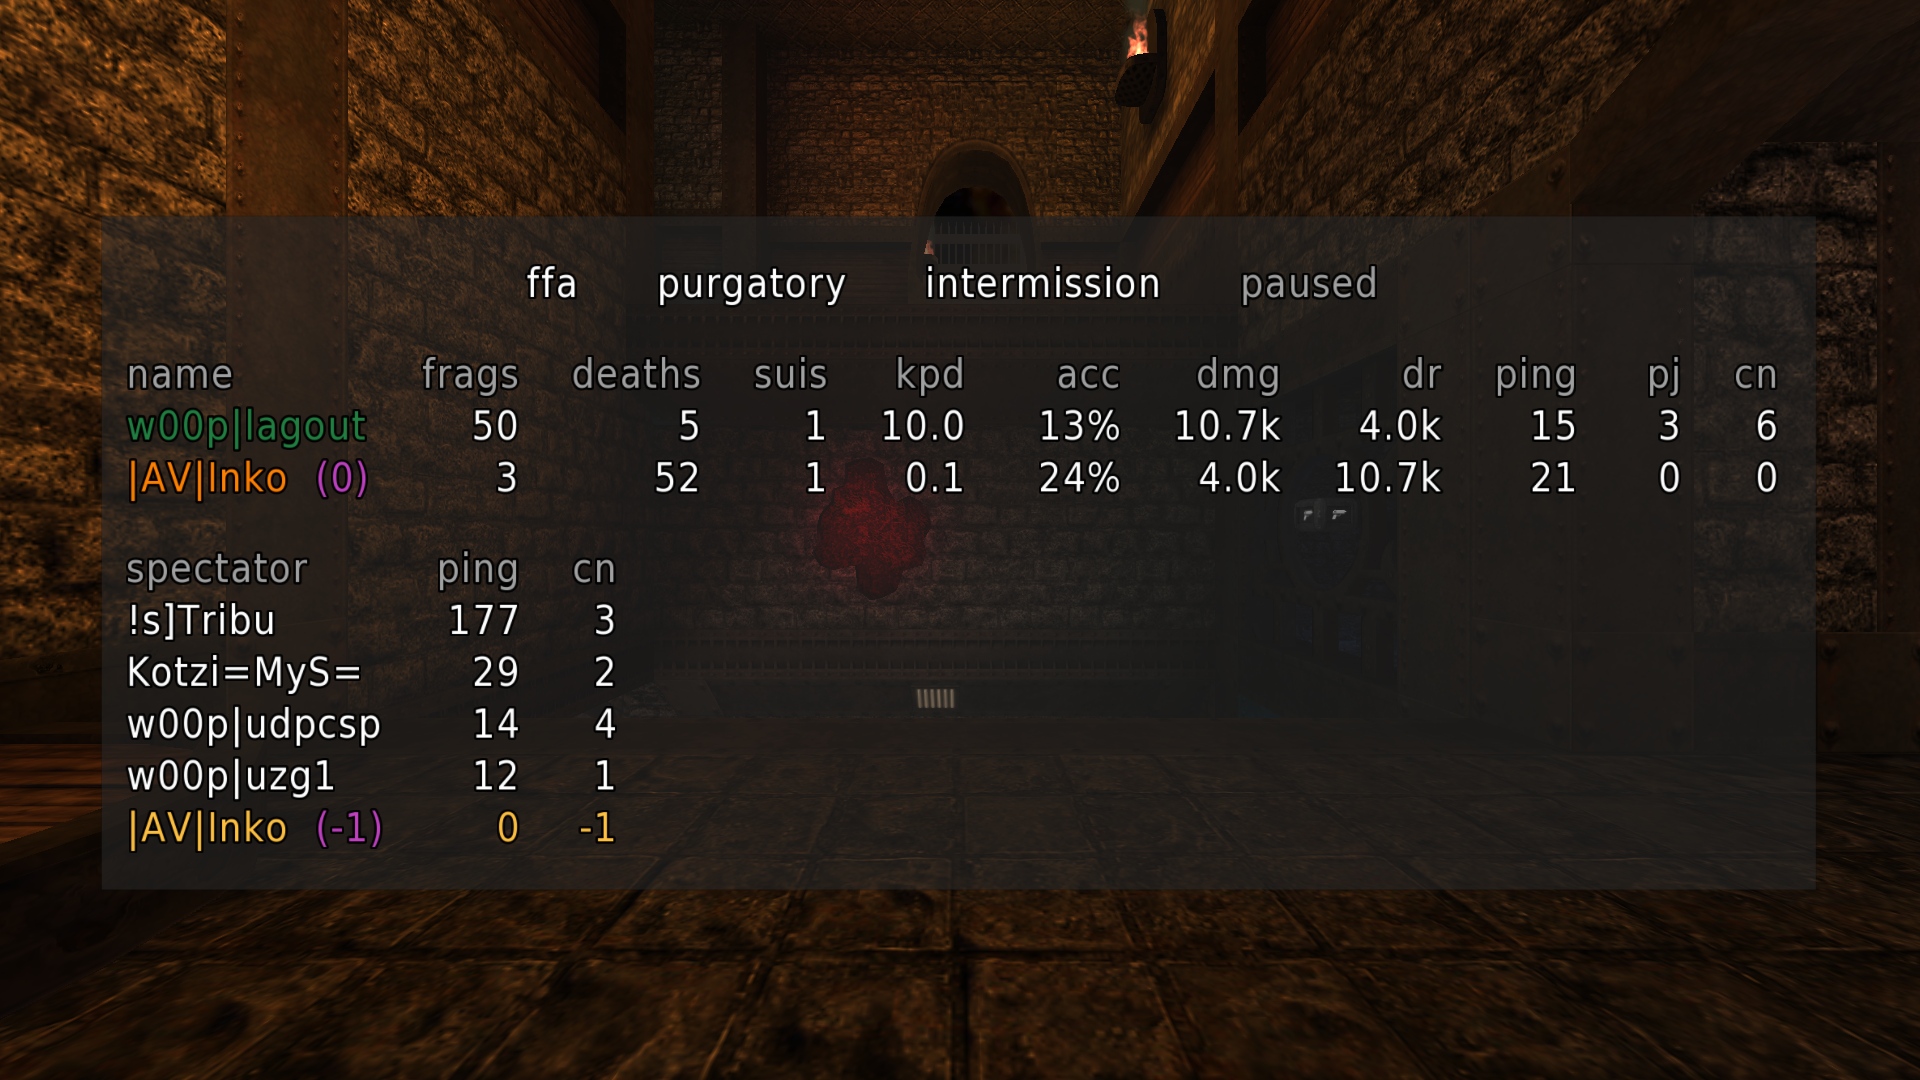 ffa purgatory intermission paused
name frags deaths suis kpd acc dmg dr ping pj cn
w00p|lagout 50 5 1 10.0 13% 10.7k 4.0k 15 3 6
|AV|Inko (0) 3 52 1 0.1 24% 4.0k 10.7k 21 0 0
spectator ping cn
!s]Tribu 177 3
Kotzi=MyS= 29 2
w00p|udpcsp 14 4
w00p|uzg1 12 1
|AV|Inko (-1) 0 -1